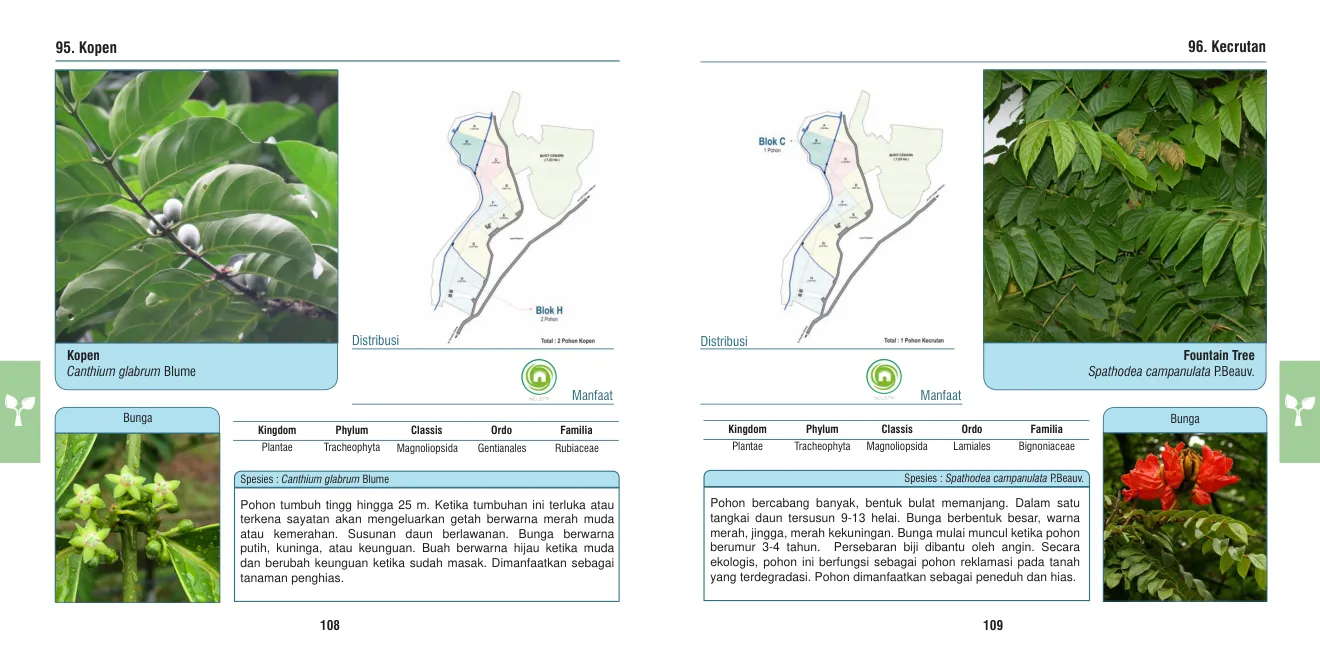 95. Kopen
BUKIT CEMARA
Blok H
2 Pohon
Distribusi
Total : 2 Pohon Kopen
Kopen
Canthium glabrum Blume
Manfaat
Bunga
Kingdom Phylum Classis Ordo Familia
Plantae Tracheophyta Magnoliopsida Gentianales Rubiaceae
Spesies : Canthium glabrum Blume
Pohon tumbuh tingg hingga 25 m. Ketika tumbuhan ini terluka atau
terkena sayatan akan mengeluarkan getah berwarna merah muda
atau kemerahan. Susunan daun berlawanan. Bunga berwarna
putih, kuninga, atau keunguan. Buah berwarna hijau ketika muda
dan berubah keunguan ketika sudah masak. Dimanfaatkan sebagai
tanaman penghias.
108
96. Kecrutan
Blok C
1 Pohon
BUKIT CEMARA
Distribusi
Total : 1 Pohon Kecrutan
Fountain Tree
Spathodea campanulata P.Beauv.
Manfaat
Kingdom Phylum Classis Ordo Familia
Plantae Tracheophyta Magnoliopsida Lamiales Bignoniaceae
Bunga
Spesies : Spathodea campanulata P.Beauv.
Pohon bercabang banyak, bentuk bulat memanjang. Dalam satu
tangkai daun tersusun 9-13 helai. Bunga berbentuk besar, warna
merah, jingga, merah kekuningan. Bunga mulai muncul ketika pohon
berumur 3-4 tahun. Persebaran biji dibantu oleh angin. Secara
ekologis, pohon ini berfungsi sebagai pohon reklamasi pada tanah
yang terdegradasi. Pohon dimanfaatkan sebagai peneduh dan hias.
109